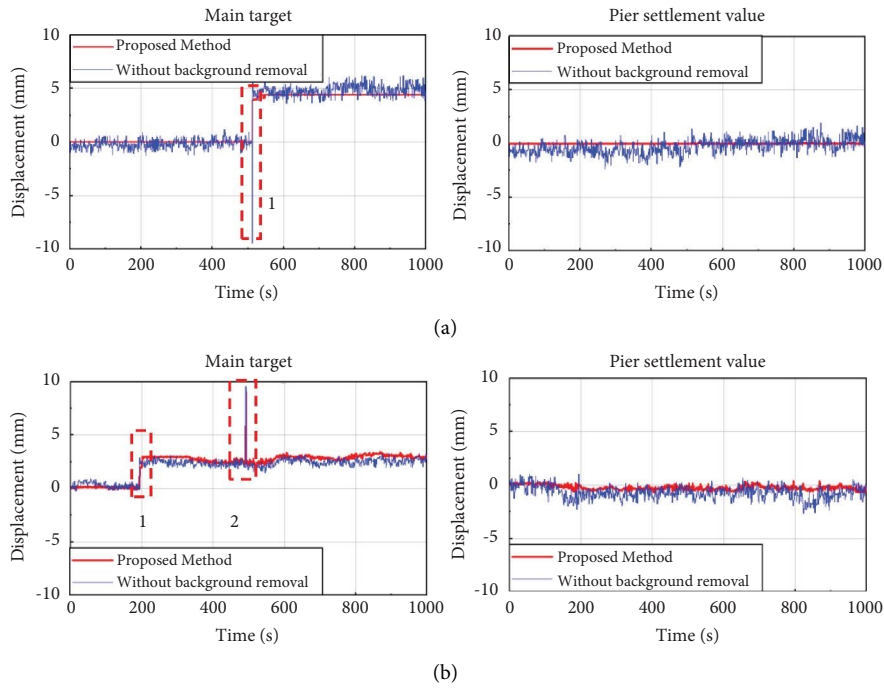 Main target
10
5
0
-5
-10
Displacement (mm)
Proposed Method
Without background removal
1
0
200
400
600
800
1000
Time (s)
Pier settlement value
10
5
0
-5
-10
Displacement (mm)
Proposed Method
Without background removal
0
200
400
600
800
1000
Time (s)
(a)
Main target
10
5
0
-5
-10
Displacement (mm)
1
2
Proposed Method
Without background removal
0
200
400
600
800
1000
Time (s)
Pier settlement value
10
5
0
-5
-10
Displacement (mm)
Proposed Method
Without background removal
0
200
400
600
800
1000
Time (s)
(b)